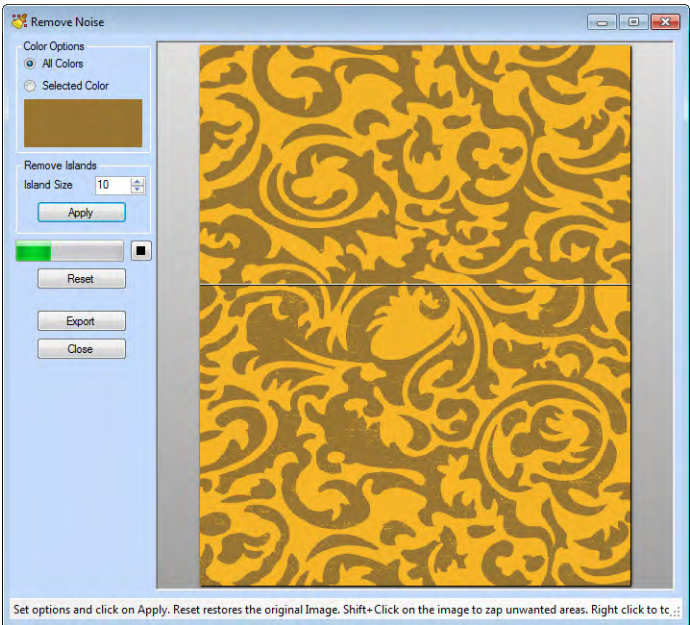 Remove Noise
Color Options
All Colors
Selected Color
Remove Islands
Island Size 10
Apply
Reset
Export
Close
Set options and click on Apply. Reset restores the original Image. Shift+Click on the image to zap unwanted areas. Right click to